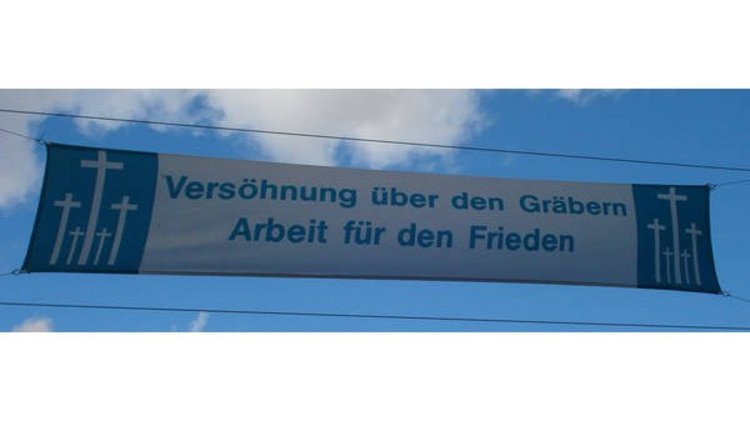 Versöhnung über den Gräbern
Arbeit für den Frieden